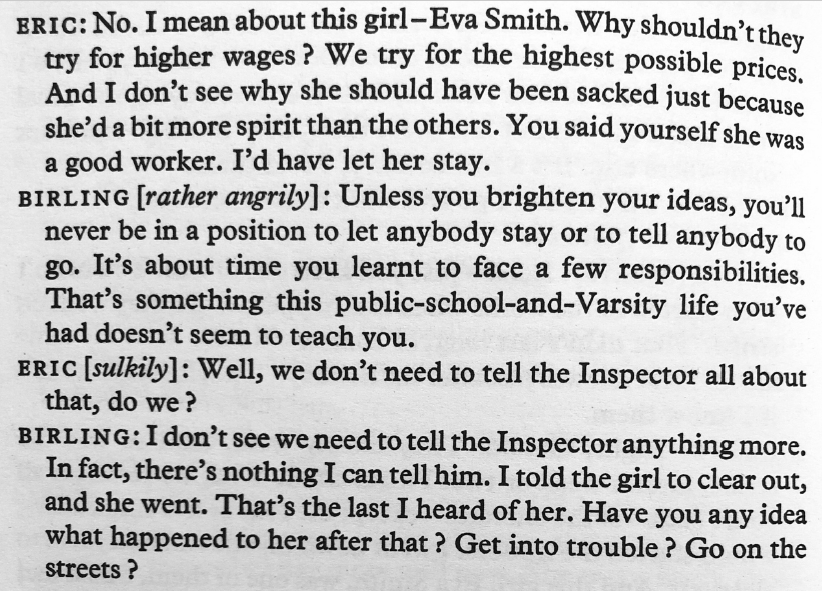 ERIC: No. I mean about this girl–Eva Smith. Why shouldn't they
try for higher wages? We try for the highest possible prices.
And I don't see why she should have been sacked just because
she'd a bit more spirit than the others. You said yourself she was
a good worker. I'd have let her stay.
BIRLING [rather angrily]: Unless you brighten your ideas, you'll
never be in a position to let anybody stay or to tell anybody to
go. It's about time you learnt to face a few responsibilities.
That's something this public-school-and-Varsity life you've
had doesn't seem to teach you.
ERIC [sulkily]: Well, we don't need to tell the Inspector all about
that, do we?
BIRLING: I don't see we need to tell the Inspector anything more.
In fact, there's nothing I can tell him. I told the girl to clear out,
and she went. That's the last I heard of her. Have you any idea
what happened to her after that? Get into trouble? Go on the
streets?